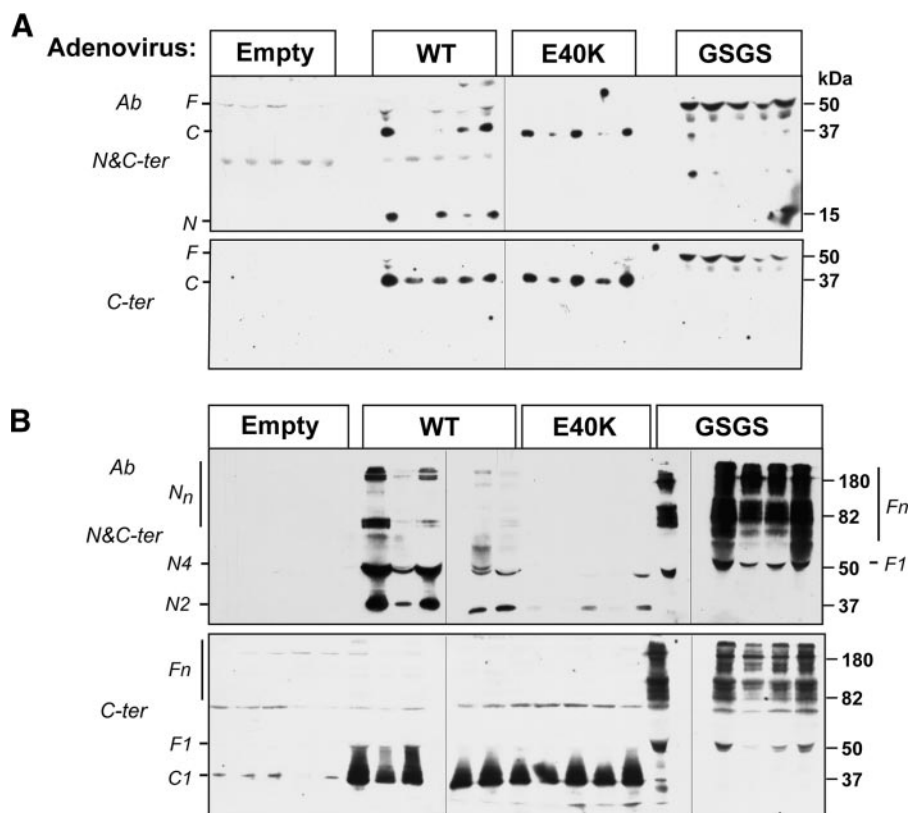 A
Adenovirus: Empty WT E40K GSGS
kDa
Ab F 50
C 37
N&C-ter
N 15
F 50
C 37
C-ter
B
Empty WT E40K GSGS
Ab
Nn 180 Fn
82
N&C-ter
N4 50 F1
N2 37
Fn 180
82
C-ter
F1 50
C1 37